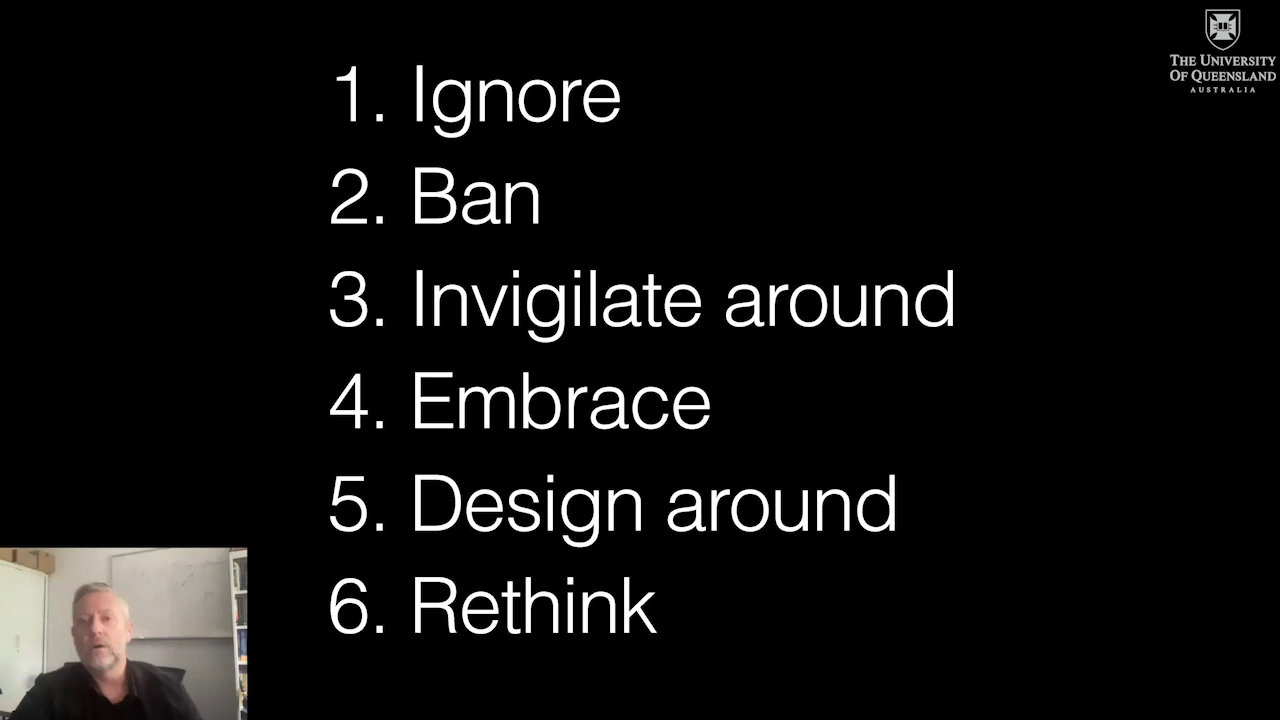 1. Ignore
2. Ban
3. Invigilate around
4. Embrace
5. Design around
6. Rethink
THE UNIVERSITY
OF QUEENSLAND
AUSTRALIA